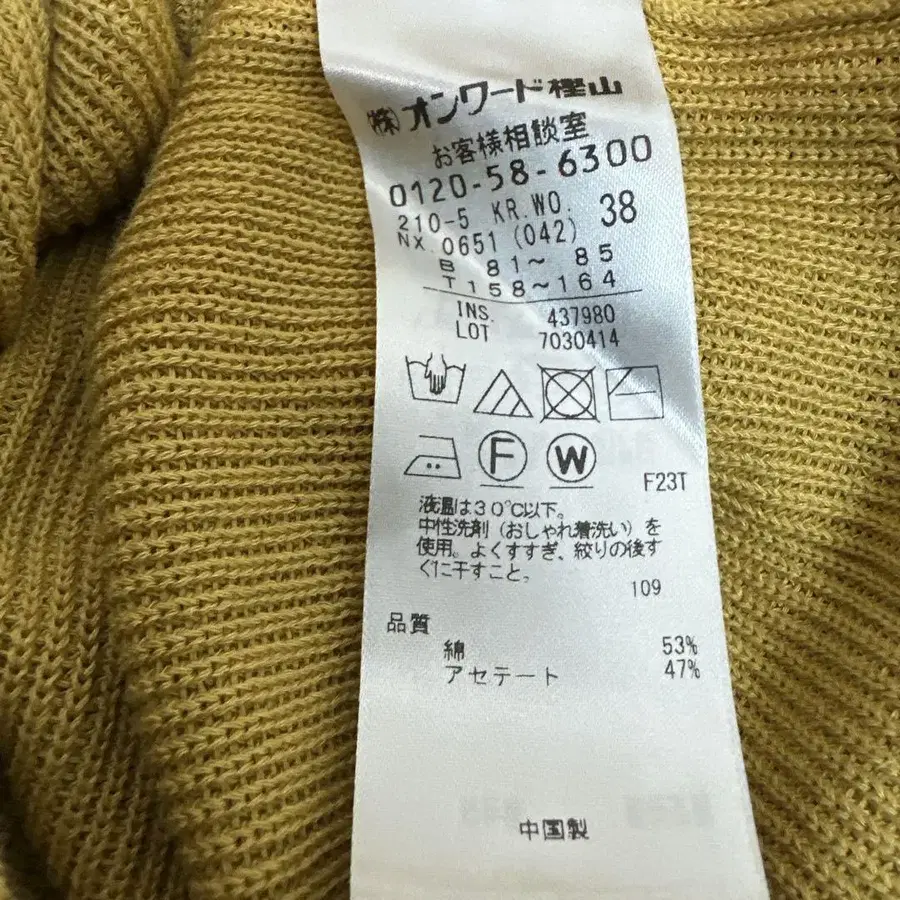 ㈱オンワード樫山
お客様相談室
0120-58-6300
210-5 KR.WO. 38
NX. 0651 (042)
B 81～ 85
T 158～164
INS. 437980
LOT 7030414
F W
F23T
液温は30℃以下。
中性洗剤（おしゃれ着洗い）を
使用。よくすすぎ、絞りの後す
ぐに干すこと。
109
品質
綿 53%
アセテート 47%
中国製